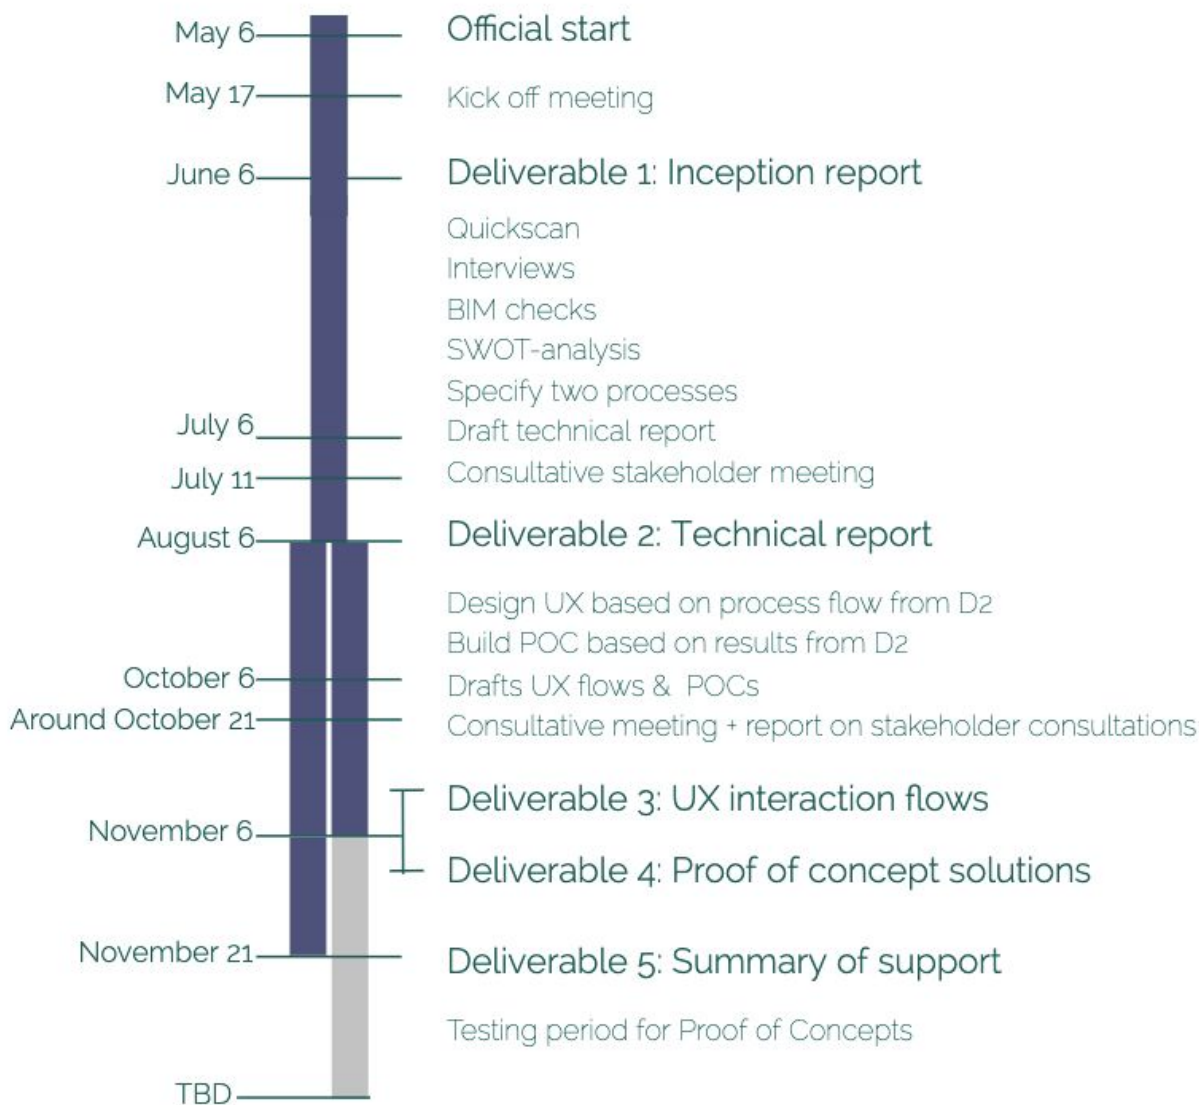 May 6 Official start
May 17 Kick off meeting
June 6 Deliverable 1: Inception report
Quickscan
Interviews
BIM checks
SWOT-analysis
Specify two processes
July 6 Draft technical report
July 11 Consultative stakeholder meeting
August 6 Deliverable 2: Technical report
Design UX based on process flow from D2
Build POC based on results from D2
October 6 Drafts UX flows & POCs
Around October 21 Consultative meeting + report on stakeholder consultations
Deliverable 3: UX interaction flows
November 6
Deliverable 4: Proof of concept solutions
November 21 Deliverable 5: Summary of support
Testing period for Proof of Concepts
TBD